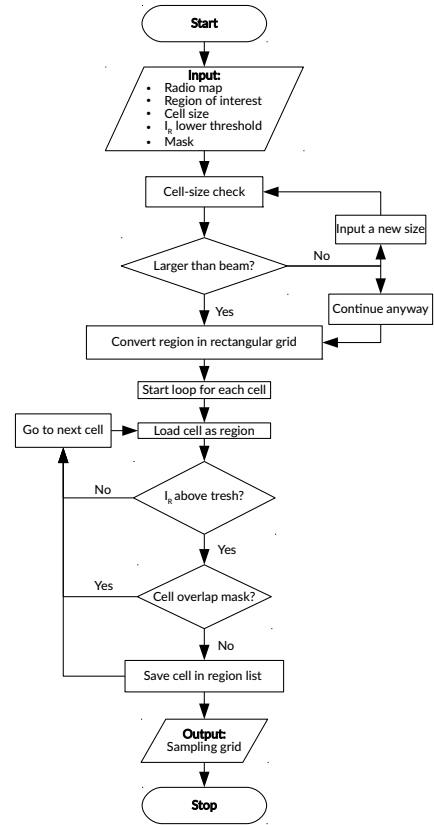 Start
Input:
• Radio map
• Region of interest
• Cell size
• I_R lower threshold
• Mask
Cell-size check
Input a new size
Larger than beam?
No
Continue anyway
Yes
Convert region in rectangular grid
Start loop for each cell
Go to next cell
Load cell as region
No
I_R above tresh?
Yes
Yes
Cell overlap mask?
No
Save cell in region list
Output:
Sampling grid
Stop